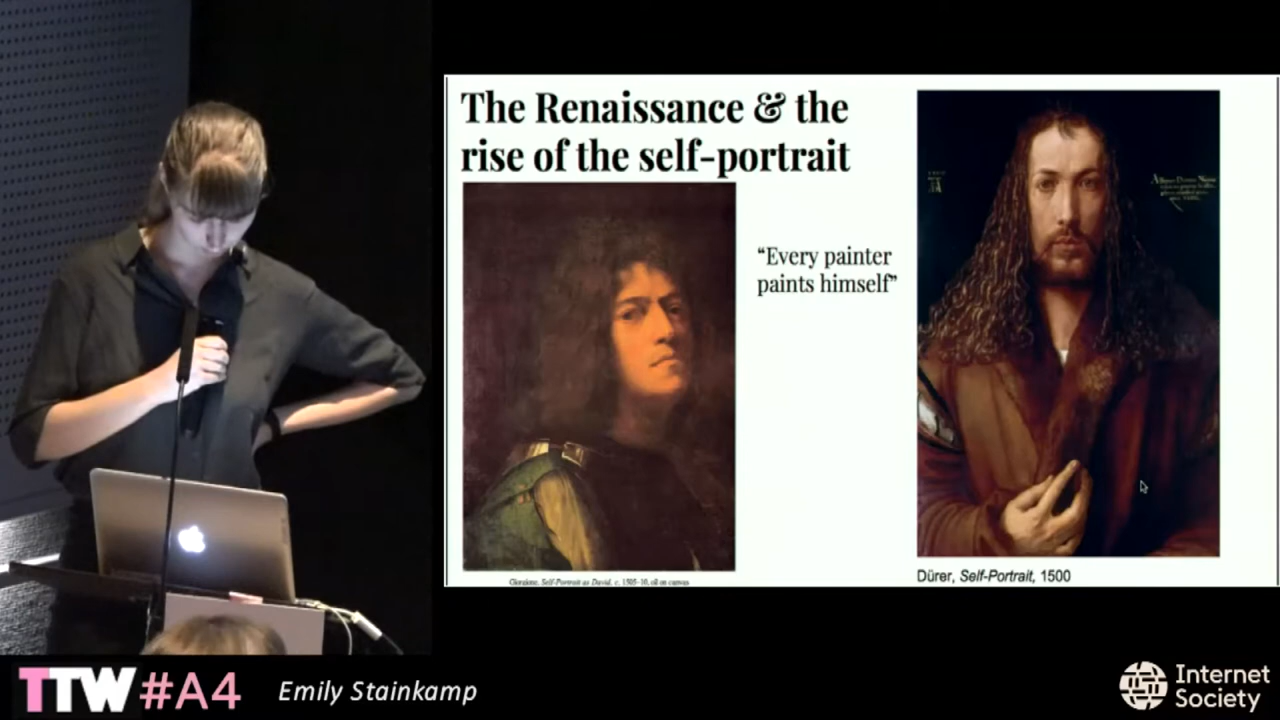 The Renaissance & the
rise of the self-portrait
“Every painter
paints himself”
Giorgione, Self-Portrait as David, c. 1505-10, oil on canvas
Dürer, Self-Portrait, 1500
TTW#A4
Emily Stainkamp
Internet
Society